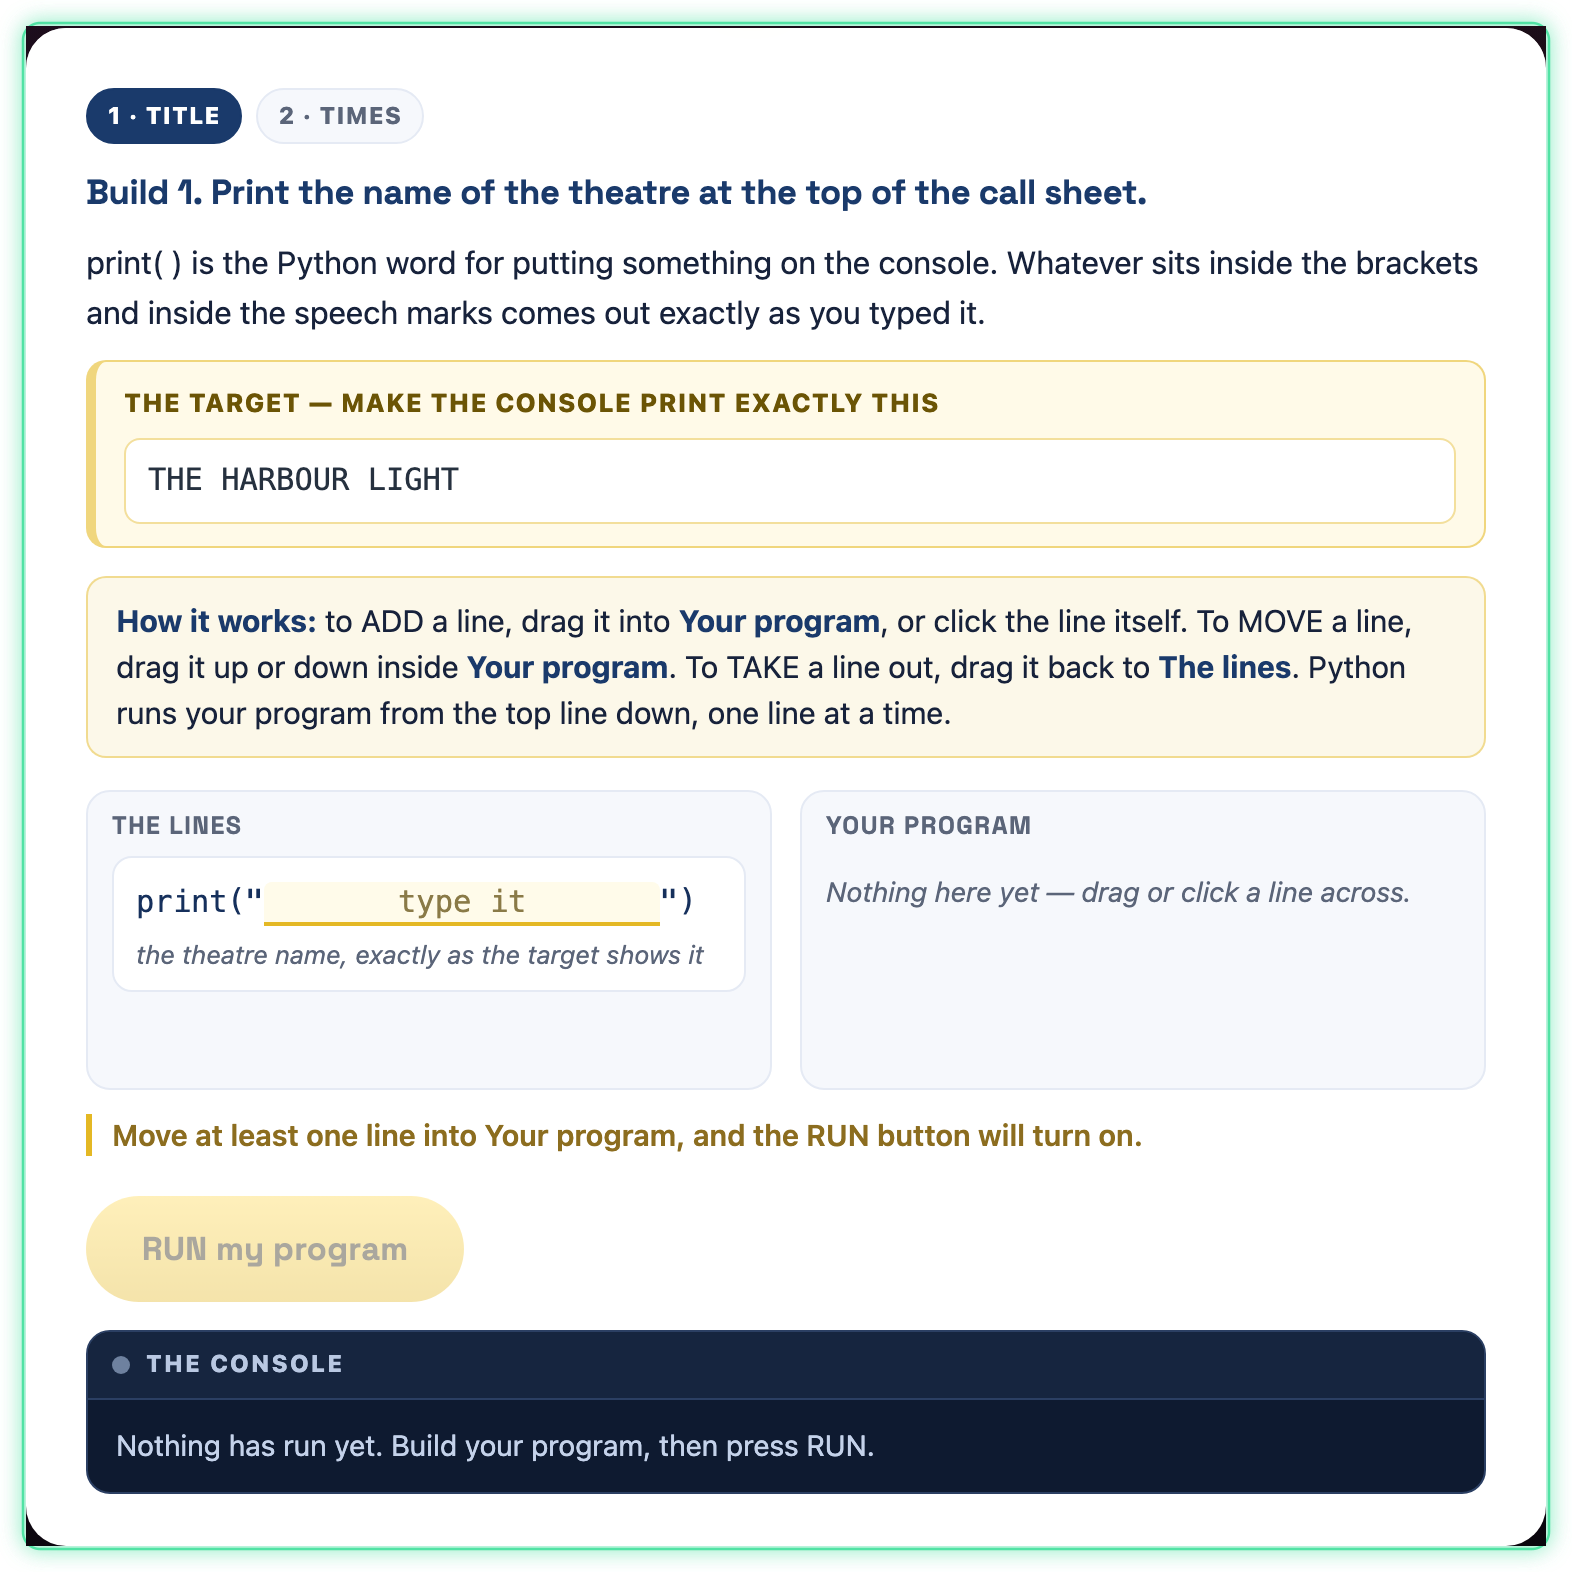 1 · TITLE
2 · TIMES
Build 1. Print the name of the theatre at the top of the call sheet.
print( ) is the Python word for putting something on the console. Whatever sits inside the brackets
and inside the speech marks comes out exactly as you typed it.
THE TARGET — MAKE THE CONSOLE PRINT EXACTLY THIS
THE HARBOUR LIGHT
How it works: to ADD a line, drag it into Your program, or click the line itself. To MOVE a line,
drag it up or down inside Your program. To TAKE a line out, drag it back to The lines. Python
runs your program from the top line down, one line at a time.
THE LINES
print("type it")
the theatre name, exactly as the target shows it
YOUR PROGRAM
Nothing here yet — drag or click a line across.
Move at least one line into Your program, and the RUN button will turn on.
RUN my program
THE CONSOLE
Nothing has run yet. Build your program, then press RUN.